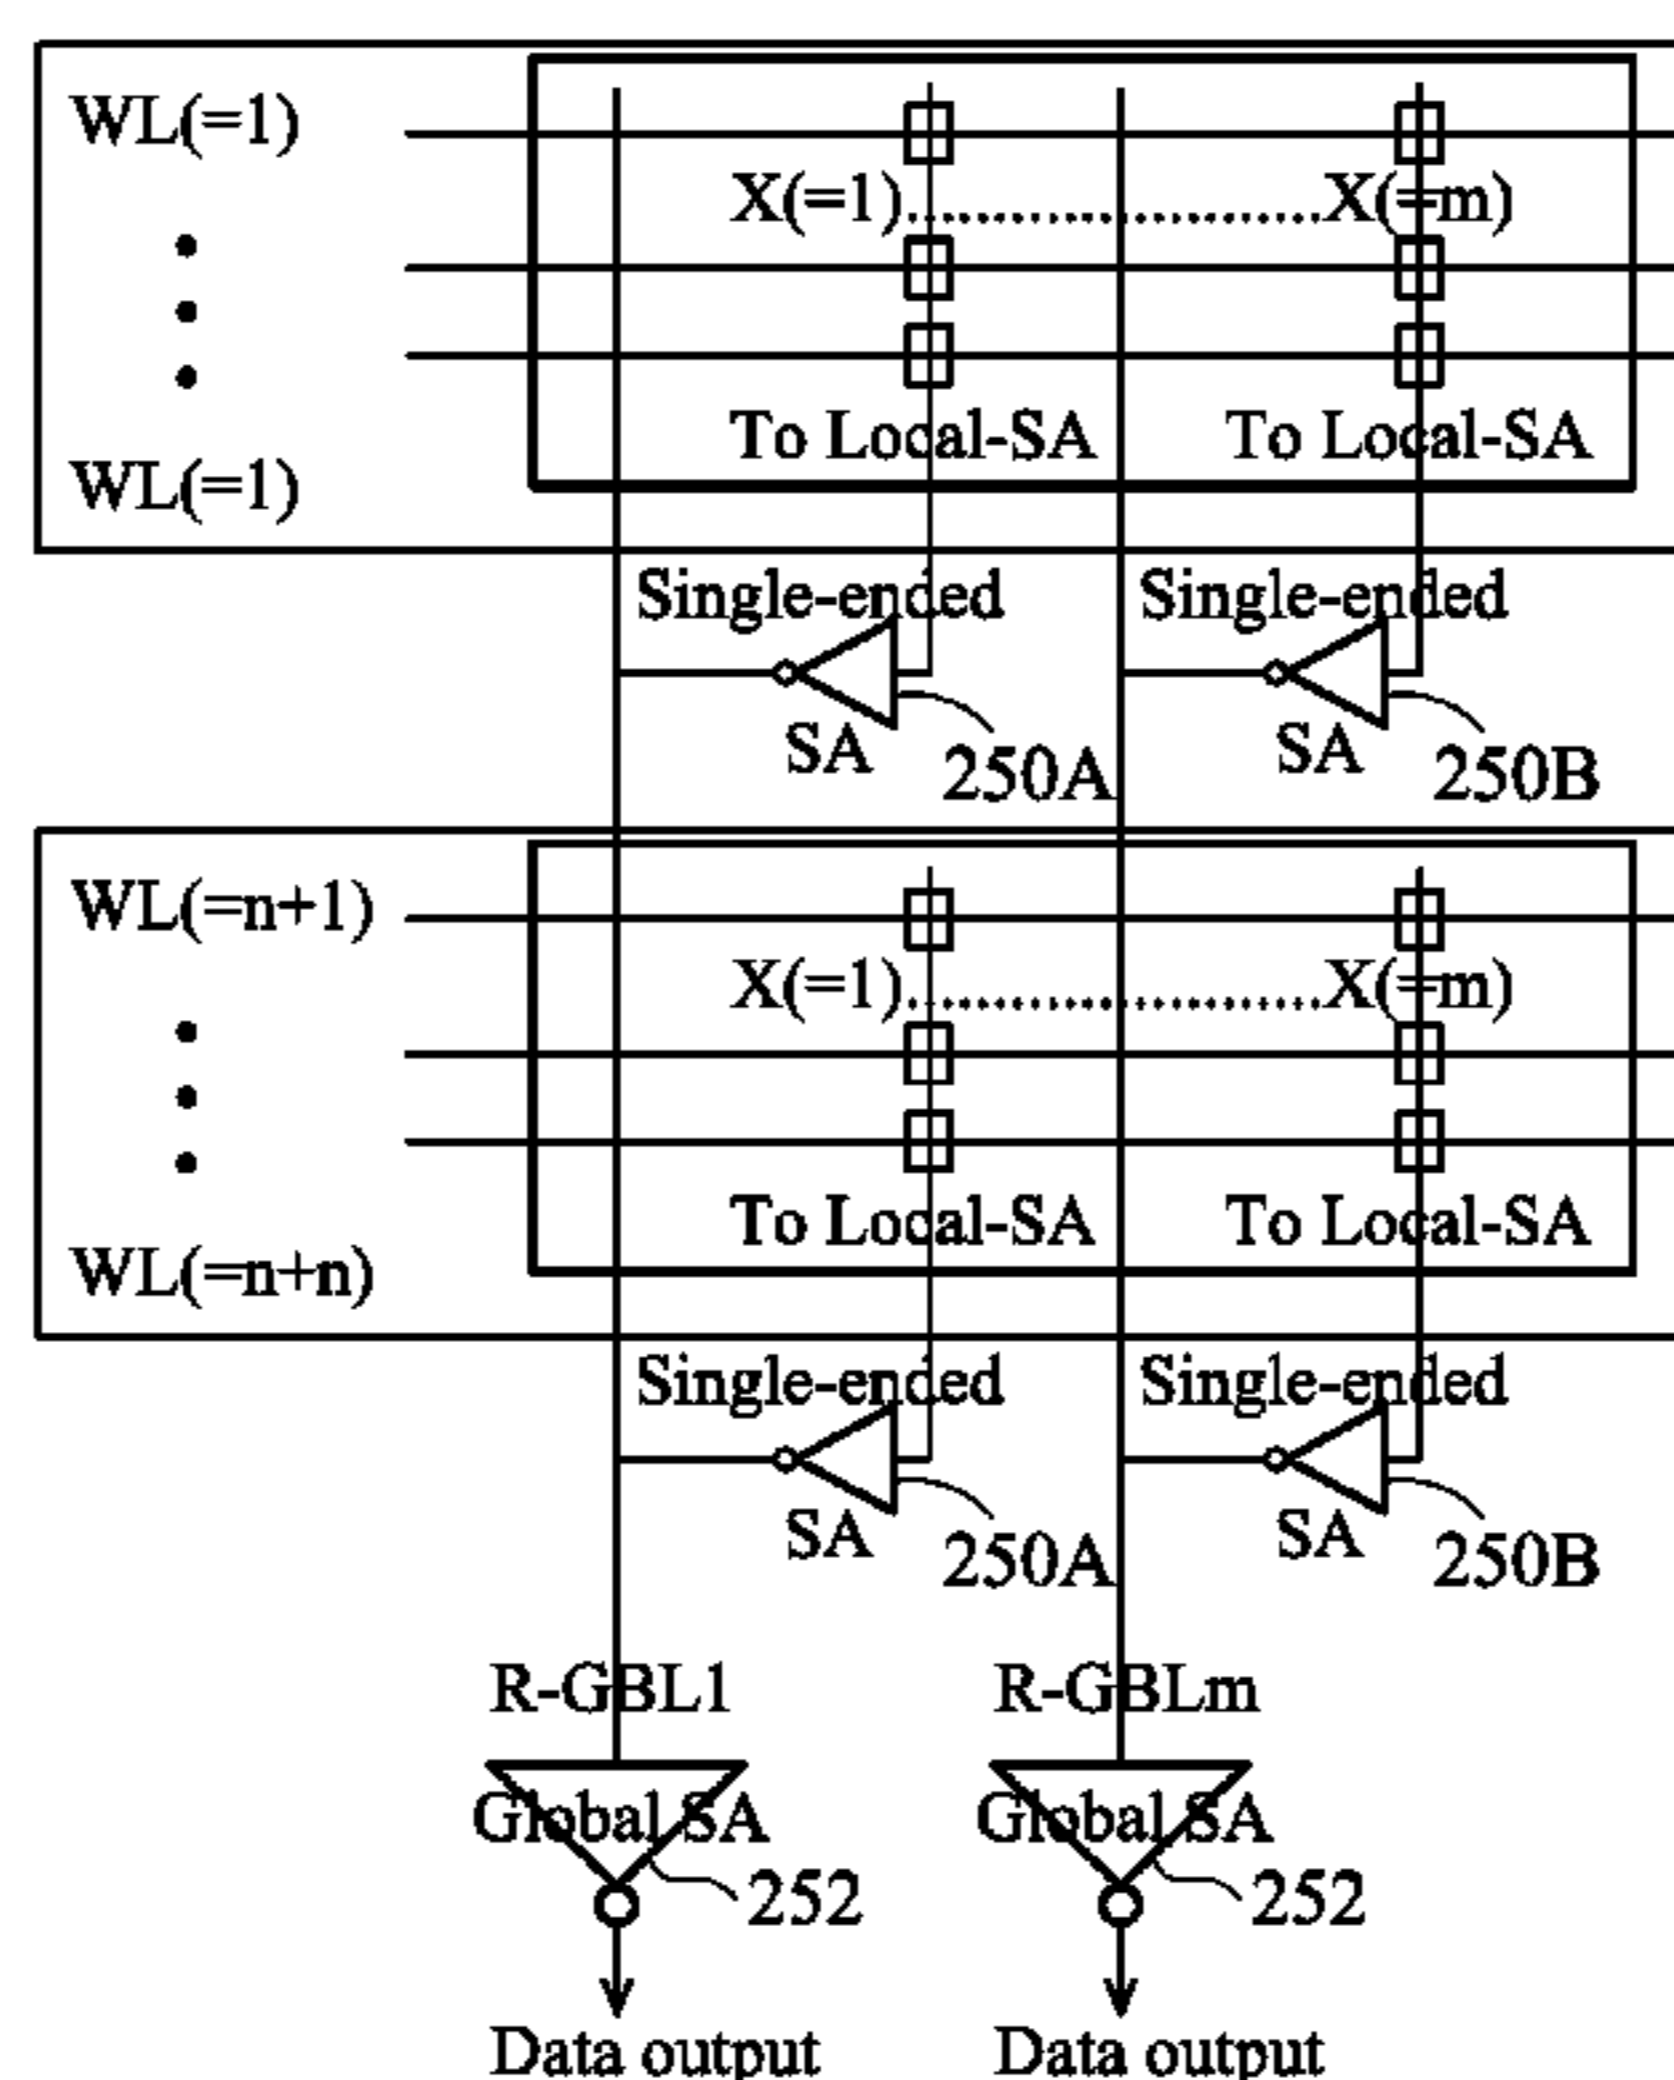 WL(=1)
X(=1) X(=m)
To Local-SA To Local-SA
WL(=1)
Single-ended Single-ended
SA 250A SA 250B
WL(=n+1)
X(=1) X(=m)
To Local-SA To Local-SA
WL(=n+n)
Single-ended Single-ended
SA 250A SA 250B
R-GBL1 R-GBLm
Global SA Global SA
252 252
Data output Data output